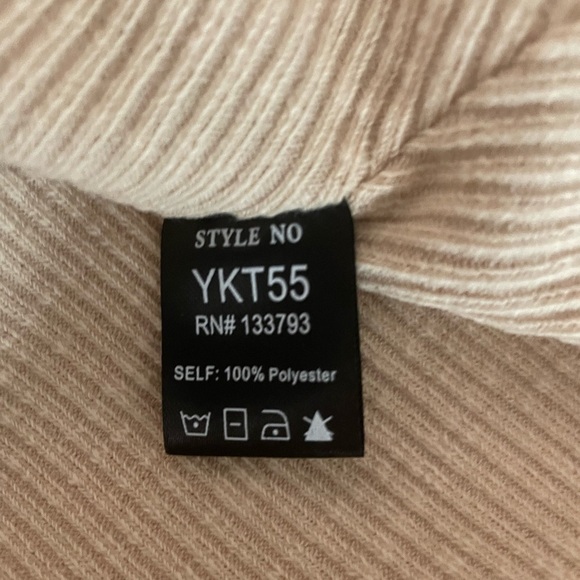 STYLE NO
YKT55
RN# 133793
SELF: 100% Polyester